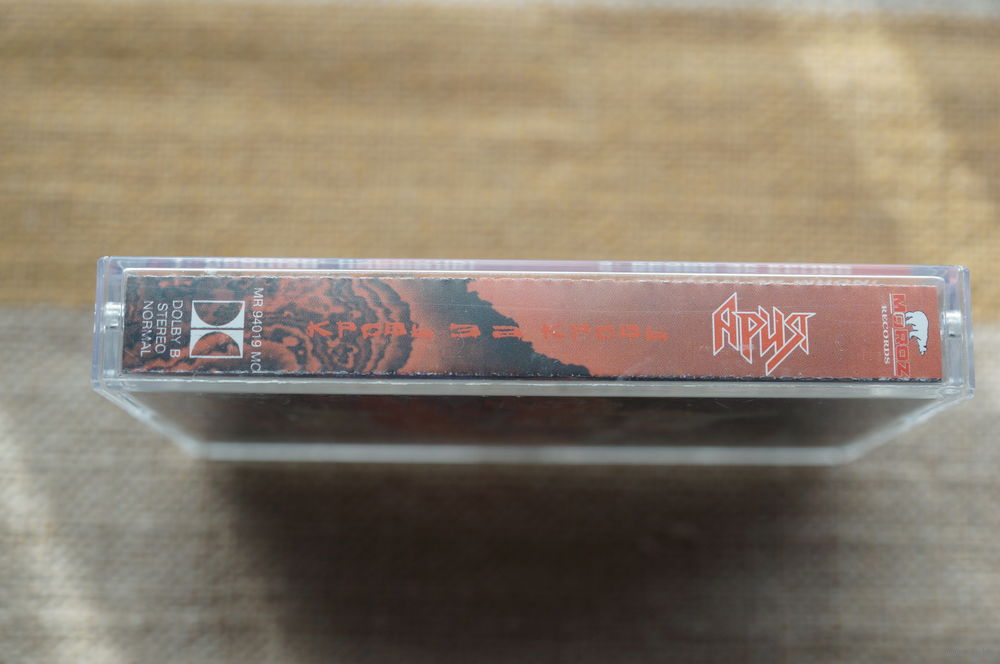 MOROZ
RECORDS
АРИЯ
КРОВЬ ЗА КРОВЬ
MR 94019 MC
DOLBY B
STEREO
NORMAL